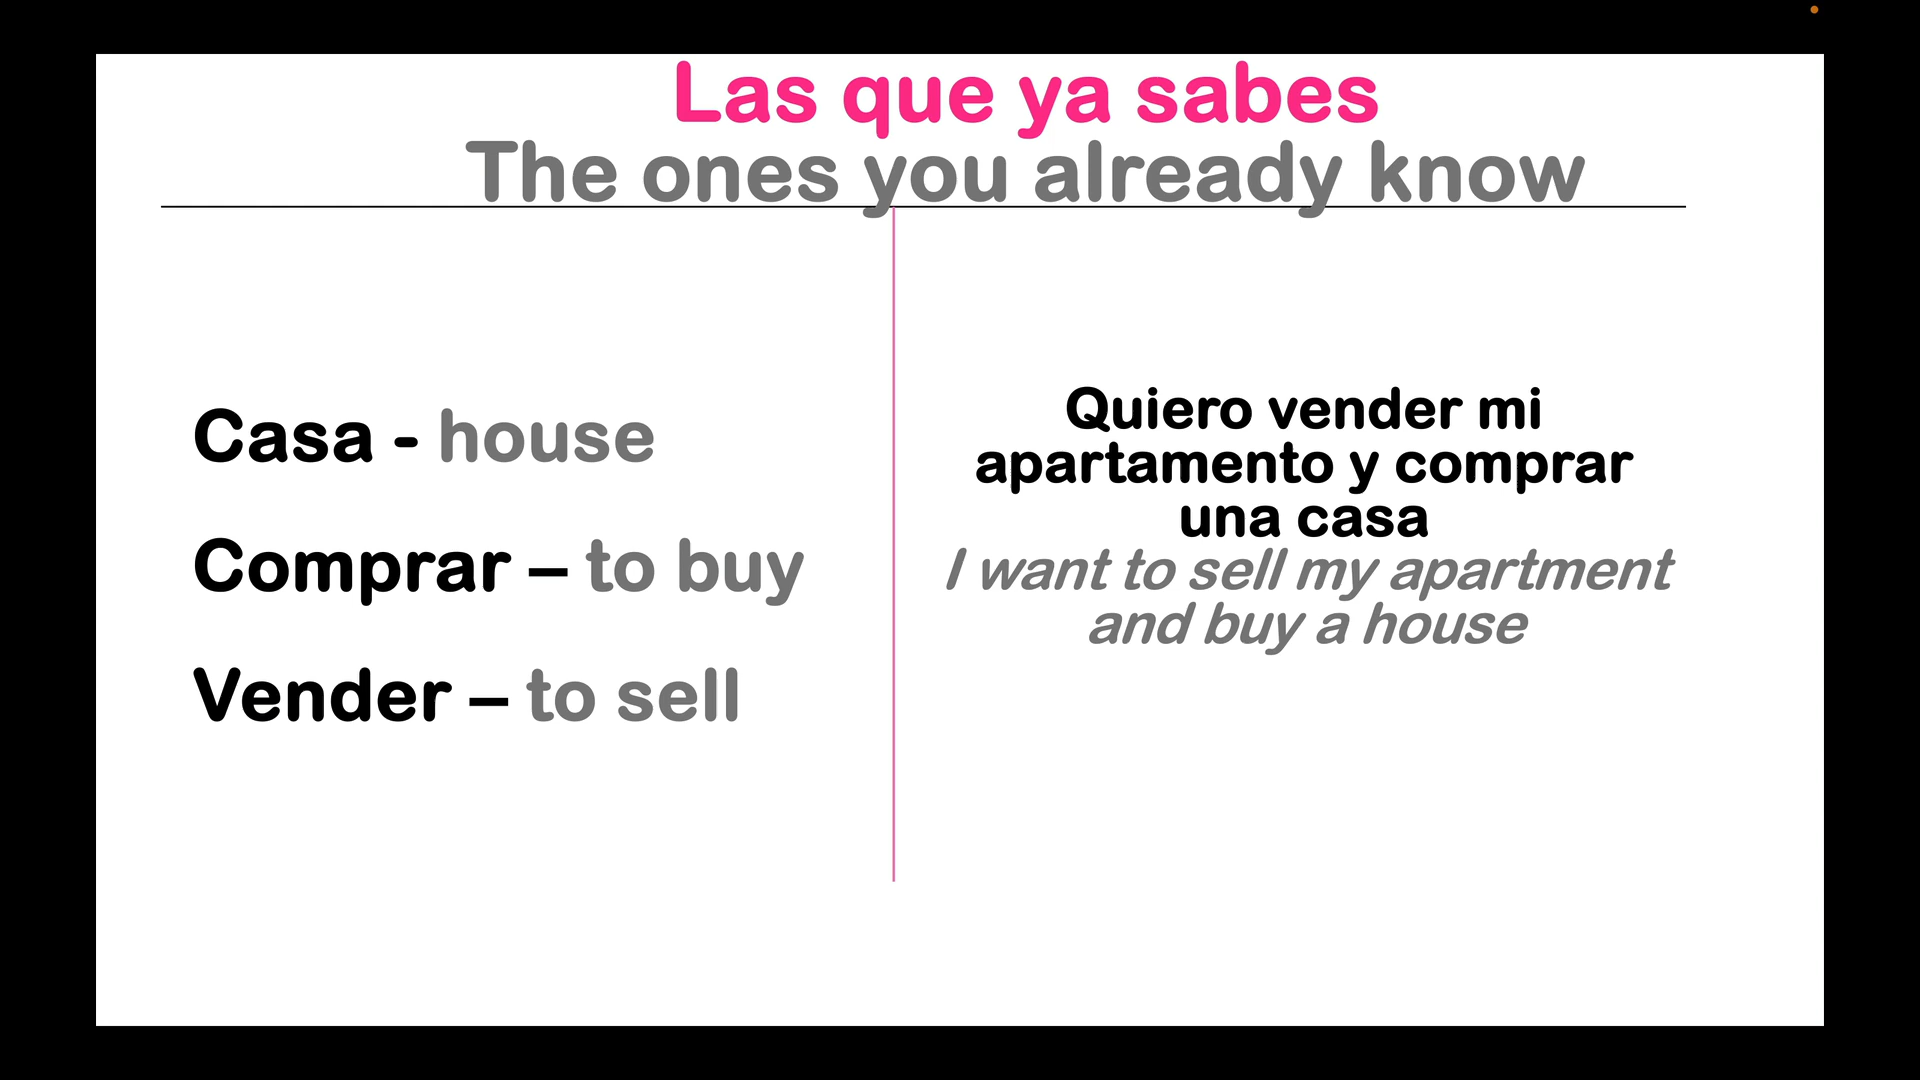 Las que ya sabes
The ones you already know
Casa - house
Comprar – to buy
Vender – to sell
Quiero vender mi
apartamento y comprar
una casa
I want to sell my apartment
and buy a house